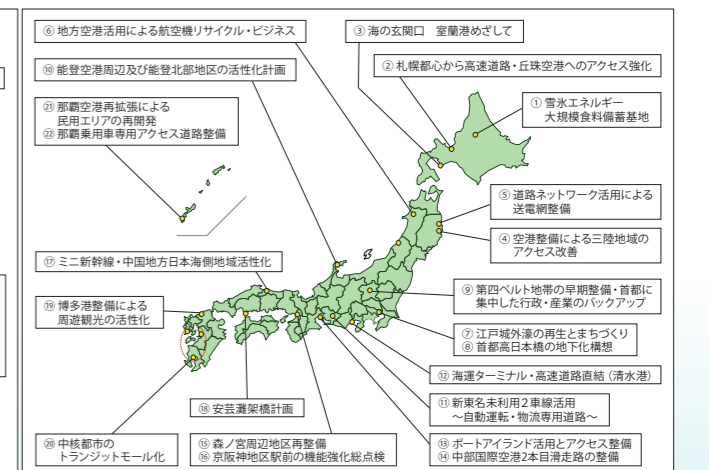 ⑥ 地方空港活用による航空機リサイクル・ビジネス
③ 海の玄関口　室蘭港めざして
⑩ 能登空港周辺及び能登北部地区の活性化計画
② 札幌都心から高速道路・丘珠空港へのアクセス強化
㉑ 那覇空港再拡張による
民用エリアの再開発
㉒ 那覇乗用車専用アクセス道路整備
① 雪氷エネルギー
大規模食料備蓄基地
⑤ 道路ネットワーク活用による
送電網整備
④ 空港整備による三陸地域の
アクセス改善
⑰ ミニ新幹線・中国地方日本海側地域活性化
⑨ 第四ベルト地帯の早期整備・首都に
集中した行政・産業のバックアップ
⑲ 博多港整備による
周遊観光の活性化
⑦ 江戸城外濠の再生とまちづくり
⑧ 首都高日本橋の地下化構想
⑫ 海運ターミナル・高速道路直結（清水港）
⑱ 安芸灘架橋計画
⑪ 新東名未利用２車線活用
～自動運転・物流専用道路～
⑳ 中核都市の
トランジットモール化
⑮ 森ノ宮周辺地区再整備
⑯ 京阪神地区駅前の機能強化総点検
⑬ ポートアイランド活用とアクセス整備
⑭ 中部国際空港2本目滑走路の整備